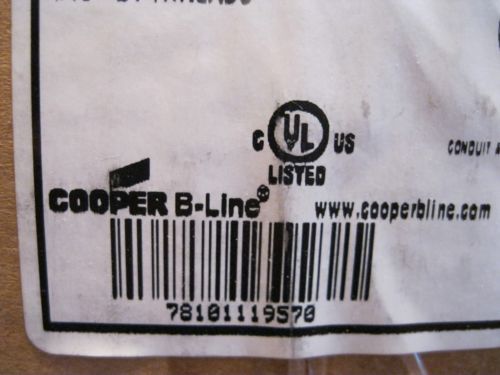 C UL US
LISTED
CONDUIT
COOPER B-Line®
www.cooperbline.com
78101119570